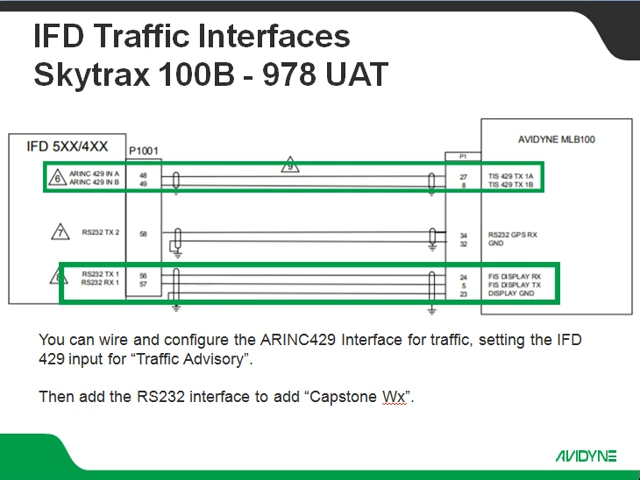 IFD Traffic Interfaces
Skytrax 100B - 978 UAT
IFD 5XX/4XX
P1001
P1
AVIDYNE MLB100
9
6
ARINC 429 IN A
48
27
TIS 429 TX 1A
ARINC 429 IN B
49
8
TIS 429 TX 1B
7
RS232 TX 2
58
34
RS232 GPS RX
32
GND
8
RS232 TX 1
56
24
FIS DISPLAY RX
RS232 RX 1
57
5
FIS DISPLAY TX
23
DISPLAY GND
You can wire and configure the ARINC429 Interface for traffic, setting the IFD
429 input for “Traffic Advisory”.
Then add the RS232 interface to add “Capstone Wx”.
AVIDYNE